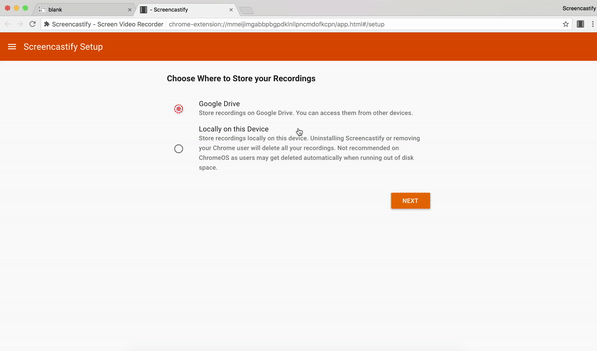 blank
- Screencastify
Screencastify
Screencastify - Screen Video Recorder chrome-extension://mmeijimgabbpbgpdklnllpncmdofkcpn/app.html#/setup
Screencastify Setup
Choose Where to Store your Recordings
Google Drive
Store recordings on Google Drive. You can access them from other devices.
Locally on this Device
Store recordings locally on this device. Uninstalling Screencastify or removing
your Chrome user will delete all your recordings. Not recommended on
ChromeOS as users may get deleted automatically when running out of disk
space.
NEXT